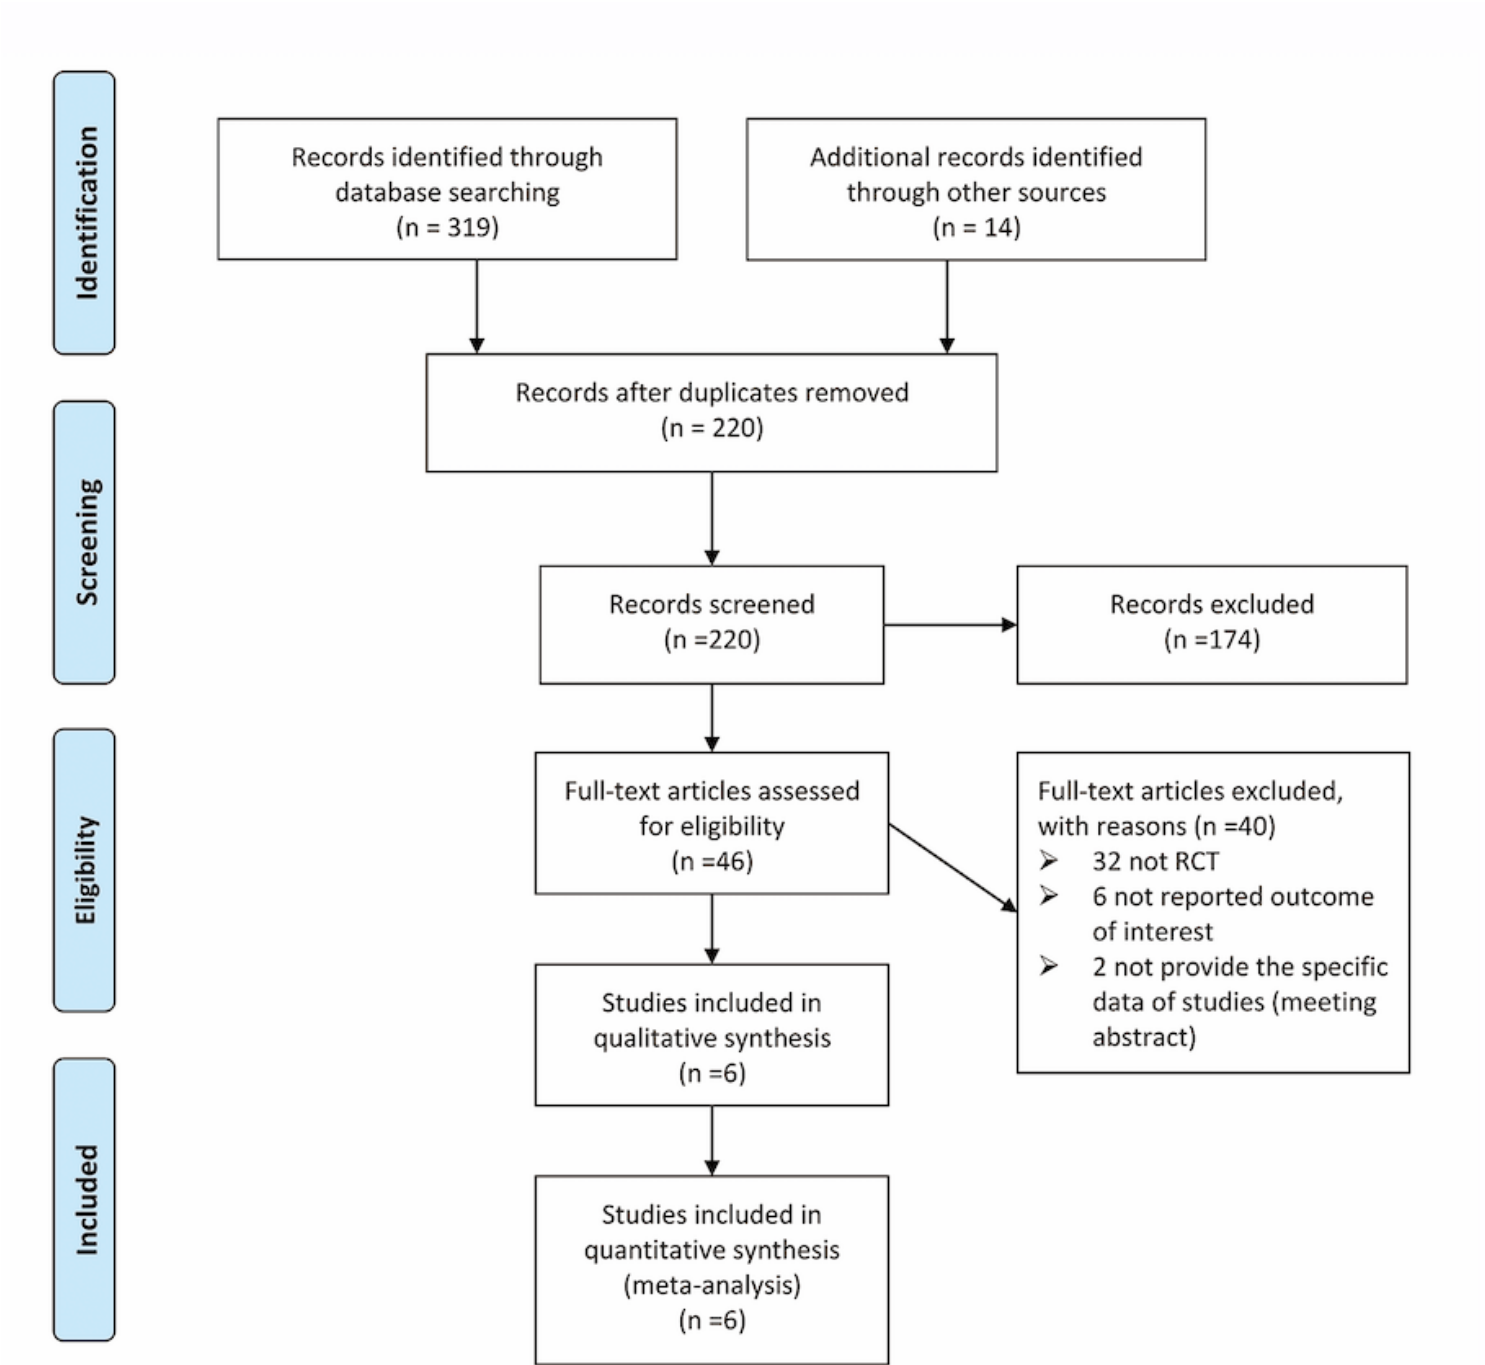 Identification
Records identified through
database searching
(n = 319)
Additional records identified
through other sources
(n = 14)
Records after duplicates removed
(n = 220)
Screening
Records screened
(n =220)
Records excluded
(n =174)
Eligibility
Full-text articles assessed
for eligibility
(n =46)
Full-text articles excluded,
with reasons (n =40)
➢ 32 not RCT
➢ 6 not reported outcome
of interest
➢ 2 not provide the specific
data of studies (meeting
abstract)
Studies included in
qualitative synthesis
(n =6)
Included
Studies included in
quantitative synthesis
(meta-analysis)
(n =6)